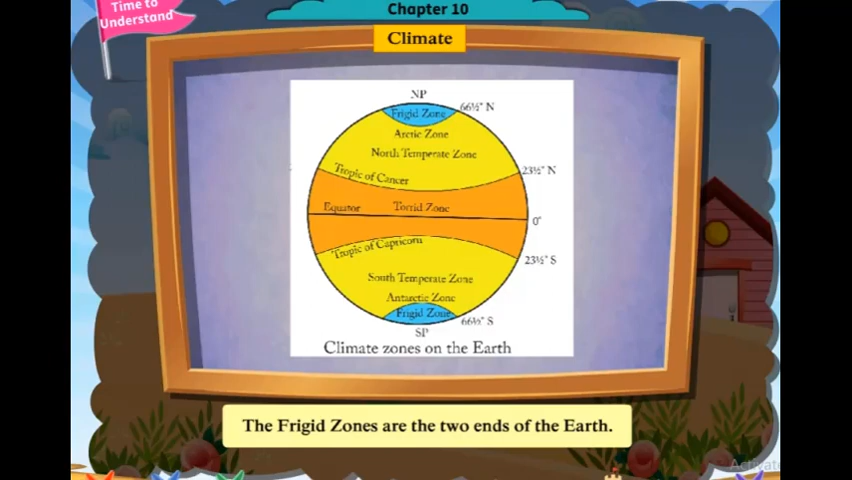 Time to
Understand
Chapter 10
Climate
NP
66½° N
Frigid Zone
Arctic Zone
North Temperate Zone
Tropic of Cancer
23½° N
Equator
Torrid Zone
0°
Tropic of Capricorn
23½° S
South Temperate Zone
Antarctic Zone
Frigid Zone
66½° S
SP
Climate zones on the Earth
The Frigid Zones are the two ends of the Earth.